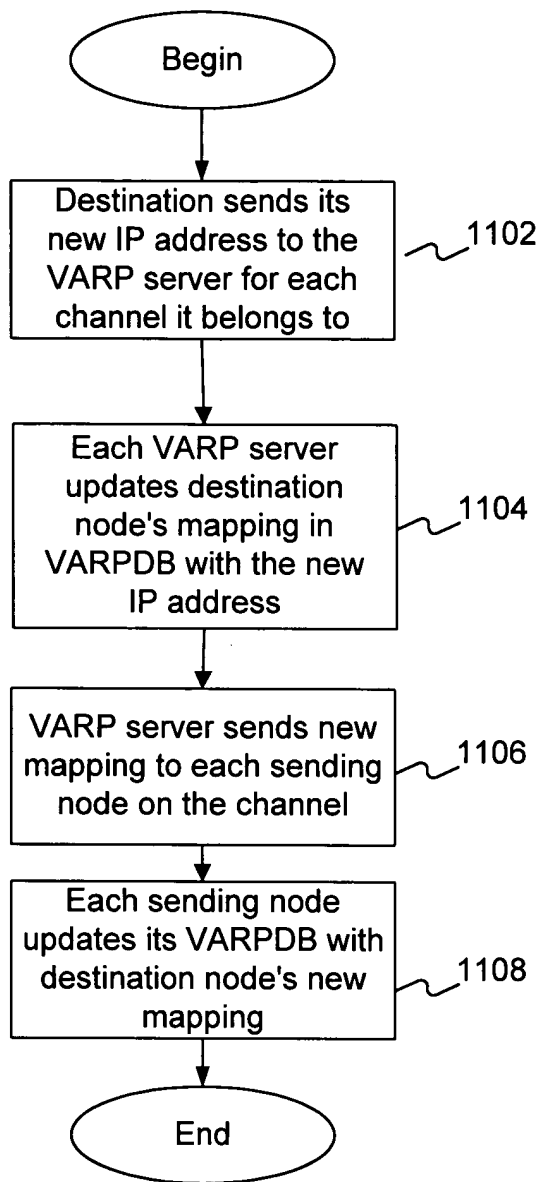 Begin
Destination sends its
new IP address to the
VARP server for each
channel it belongs to
1102
Each VARP server
updates destination
node's mapping in
VARPDB with the new
IP address
1104
VARP server sends new
mapping to each sending
node on the channel
1106
Each sending node
updates its VARPDB with
destination node's new
mapping
1108
End